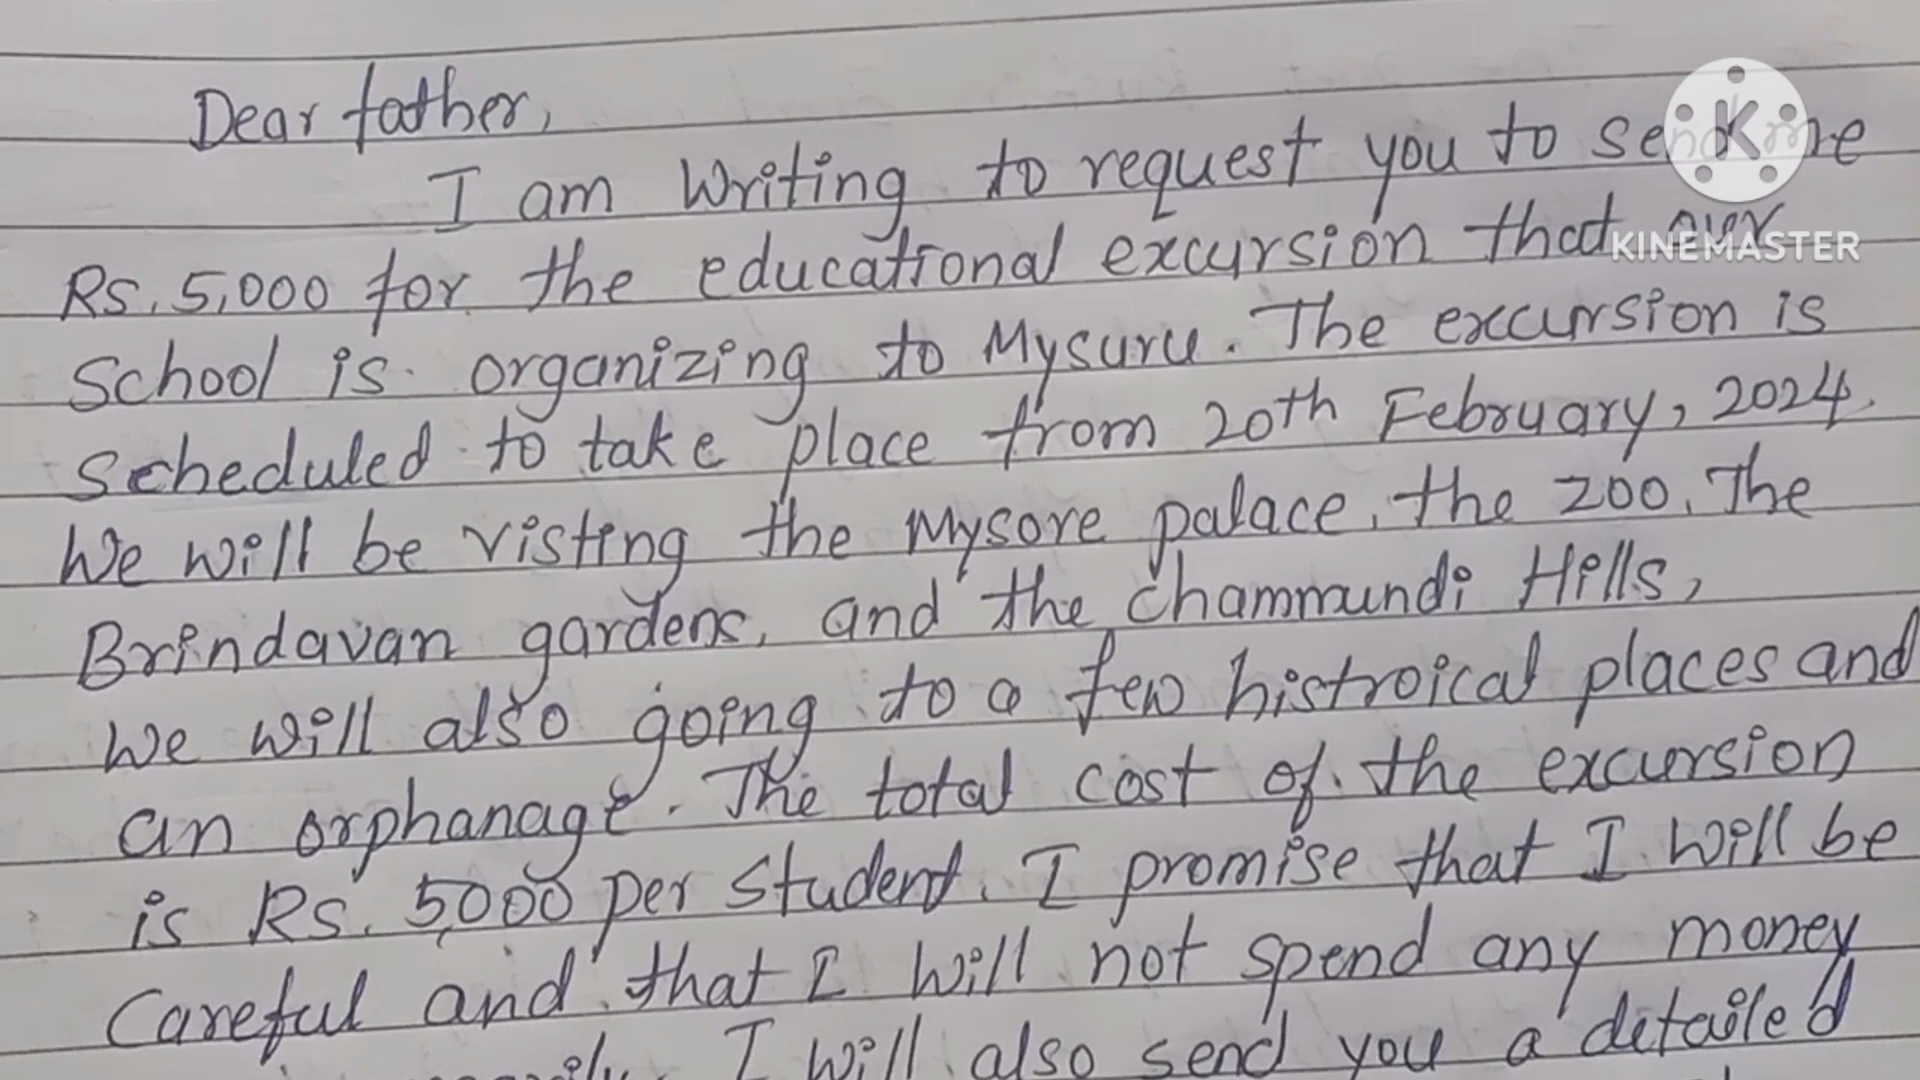 Dear father,
I am Writing to request you to send me
Rs. 5,000 for the educational excursion that our
School is organizing to Mysuru. The excursion is
scheduled to take place from 20th February, 2024.
We will be visting the Mysore palace, the zoo, The
Brindavan gardens, and the Chammundi Hills,
we will also going to a few histroical places and
an orphanage. The total cost of the excursion
is Rs. 5,000 per student. I promise that I will be
Careful and that I will not spend any money
I will also send you a detailed
K
KINEMASTER